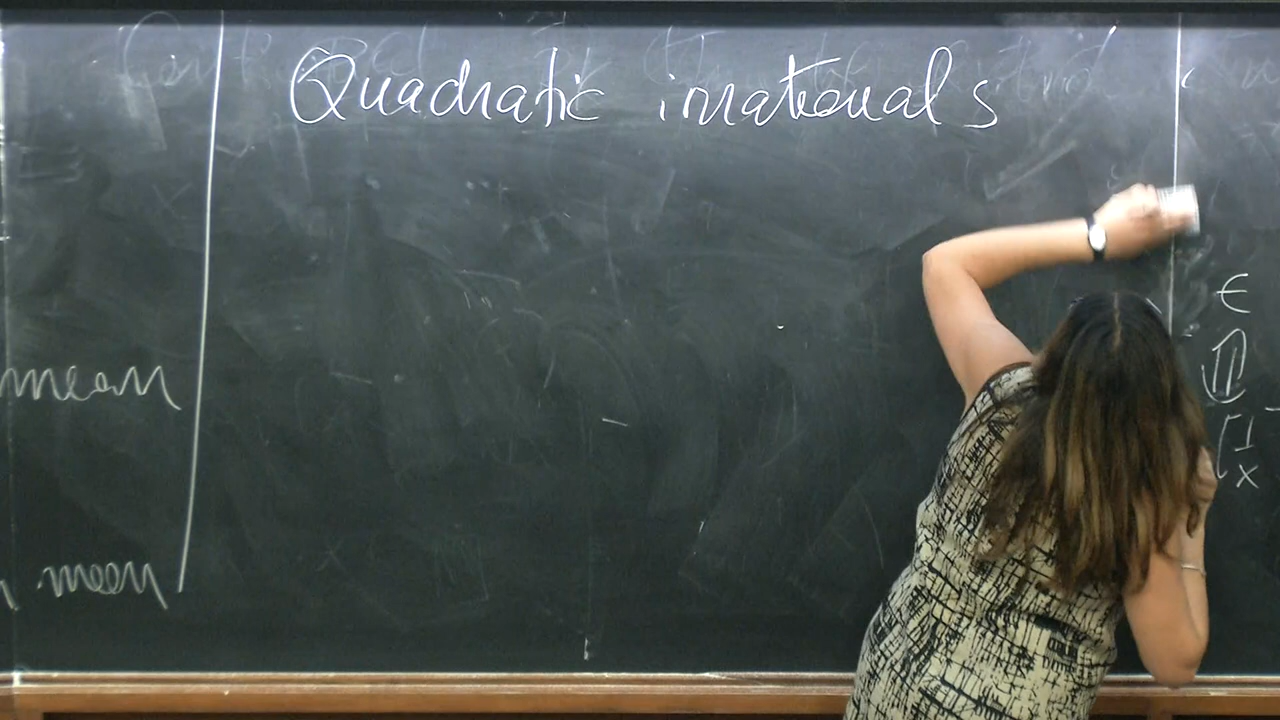 Quadratic irrationals
mean
mean
ϵ
x